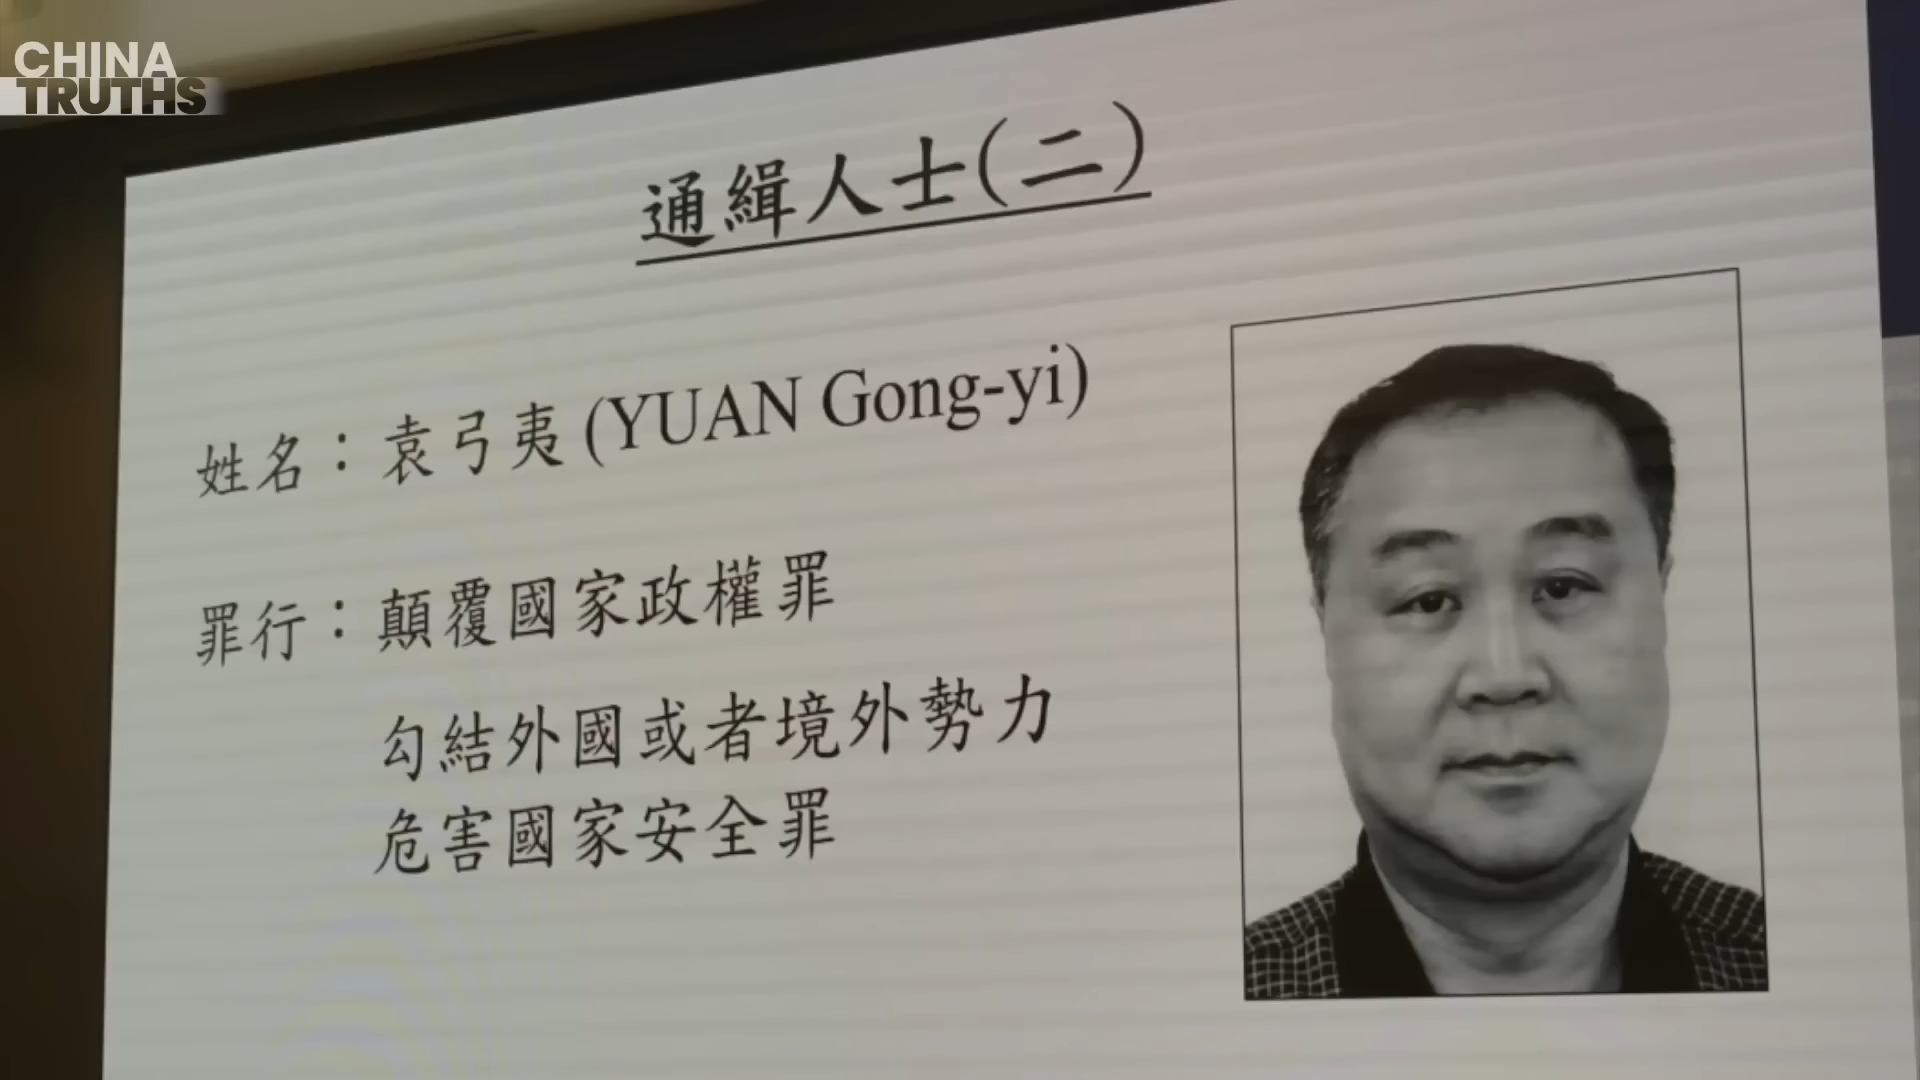 CHINA
TRUTHS
通緝人士(二)
姓名：袁弓夷 (YUAN Gong-yi)
罪行：顛覆國家政權罪
勾結外國或者境外勢力
危害國家安全罪